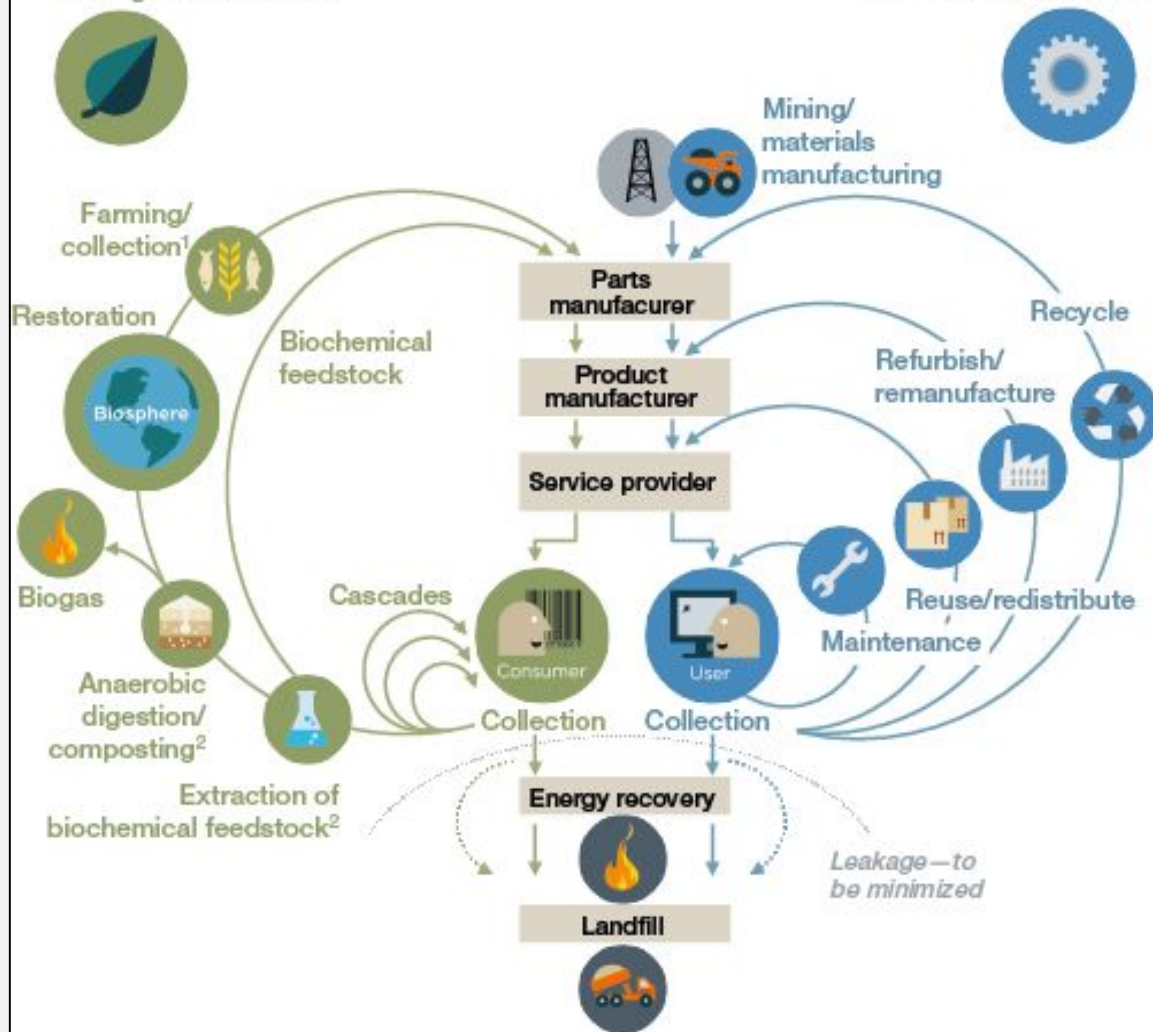 Mining/
materials
manufacturing
Farming/
collection¹
Restoration
Biosphere
Biochemical
feedstock
Parts
manufacurer
Product
manufacturer
Service provider
Recycle
Refurbish/
remanufacture
Biogas
Cascades
Consumer
User
Reuse/redistribute
Maintenance
Anaerobic
digestion/
composting²
Collection
Collection
Extraction of
biochemical feedstock²
Energy recovery
Leakage—to
be minimized
Landfill